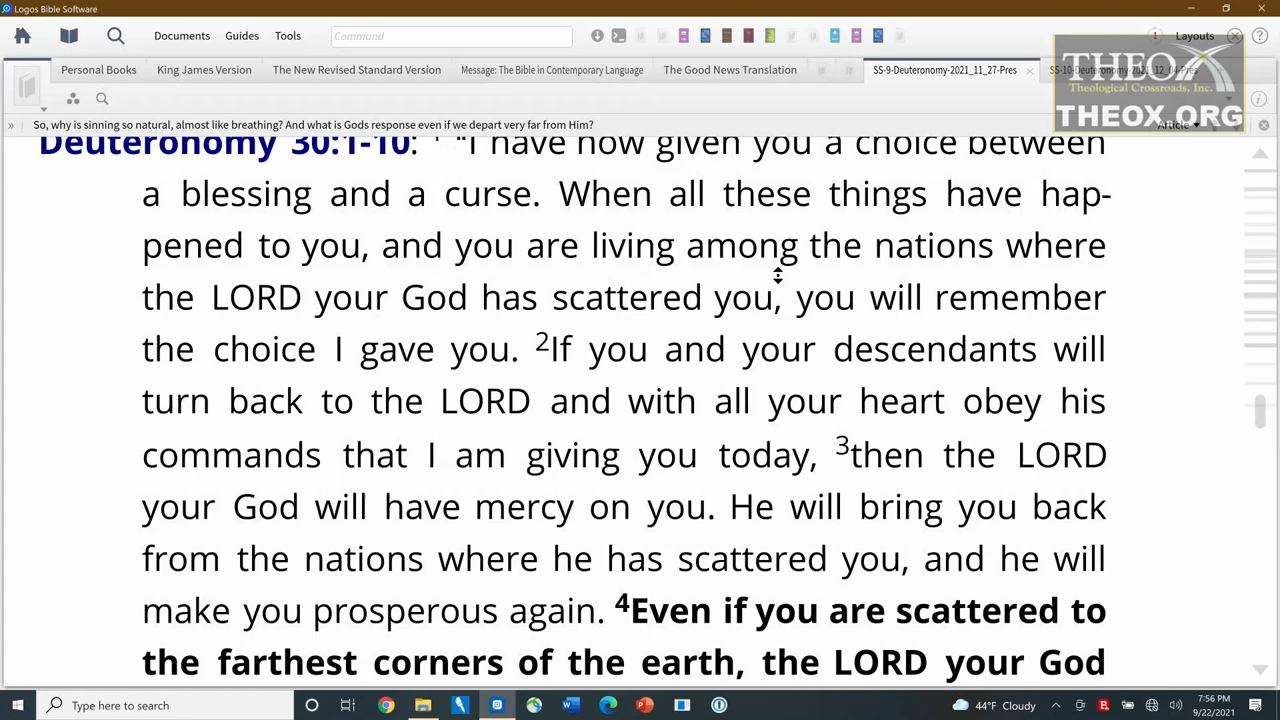 Logos Bible Software
Documents Guides Tools Command Layouts
THEOX
Theological Crossroads, Inc.
THEOX.ORG
Personal Books King James Version The New Revised Standard Version Message: The Bible in Contemporary Language The Good News Translation SS-9-Deuteronomy-2021_11_27-Pres SS-10-Deuteronomy-2021_12_04-Pres
So, why is sinning so natural, almost like breathing? And what is Gods response even if we depart very far from Him? Article
Deuteronomy 30:1-10: 1 “I have now given you a choice between
a blessing and a curse. When all these things have hap-
pened to you, and you are living among the nations where
the LORD your God has scattered you, you will remember
the choice I gave you. 2If you and your descendants will
turn back to the LORD and with all your heart obey his
commands that I am giving you today, 3then the LORD
your God will have mercy on you. He will bring you back
from the nations where he has scattered you, and he will
make you prosperous again. 4Even if you are scattered to
the farthest corners of the earth, the LORD your God
Type here to search
44°F Cloudy
7:56 PM
9/22/2021